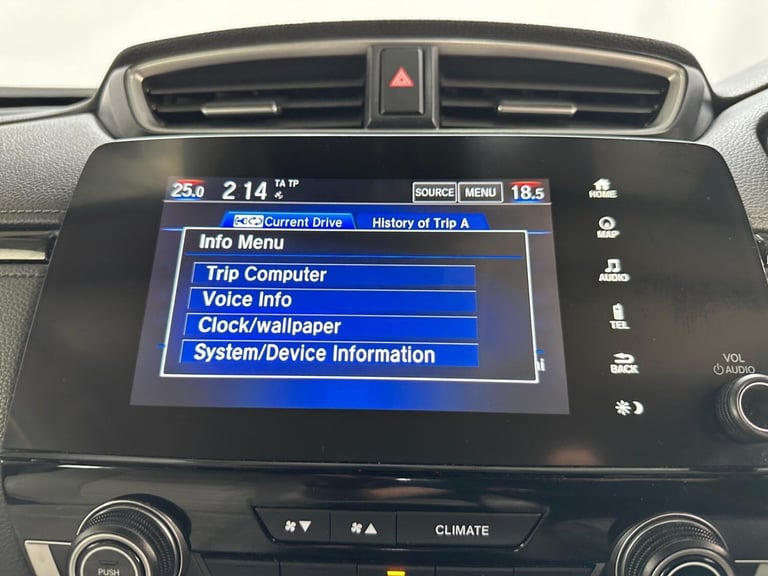 25.0 2 14 TA TP SOURCE MENU 18.5
Current Drive History of Trip A
Info Menu
Trip Computer
Voice Info
Clock/wallpaper
System/Device Information
mi
HOME
MAP
AUDIO
TEL
BACK
VOL
AUDIO
CLIMATE
PUSH